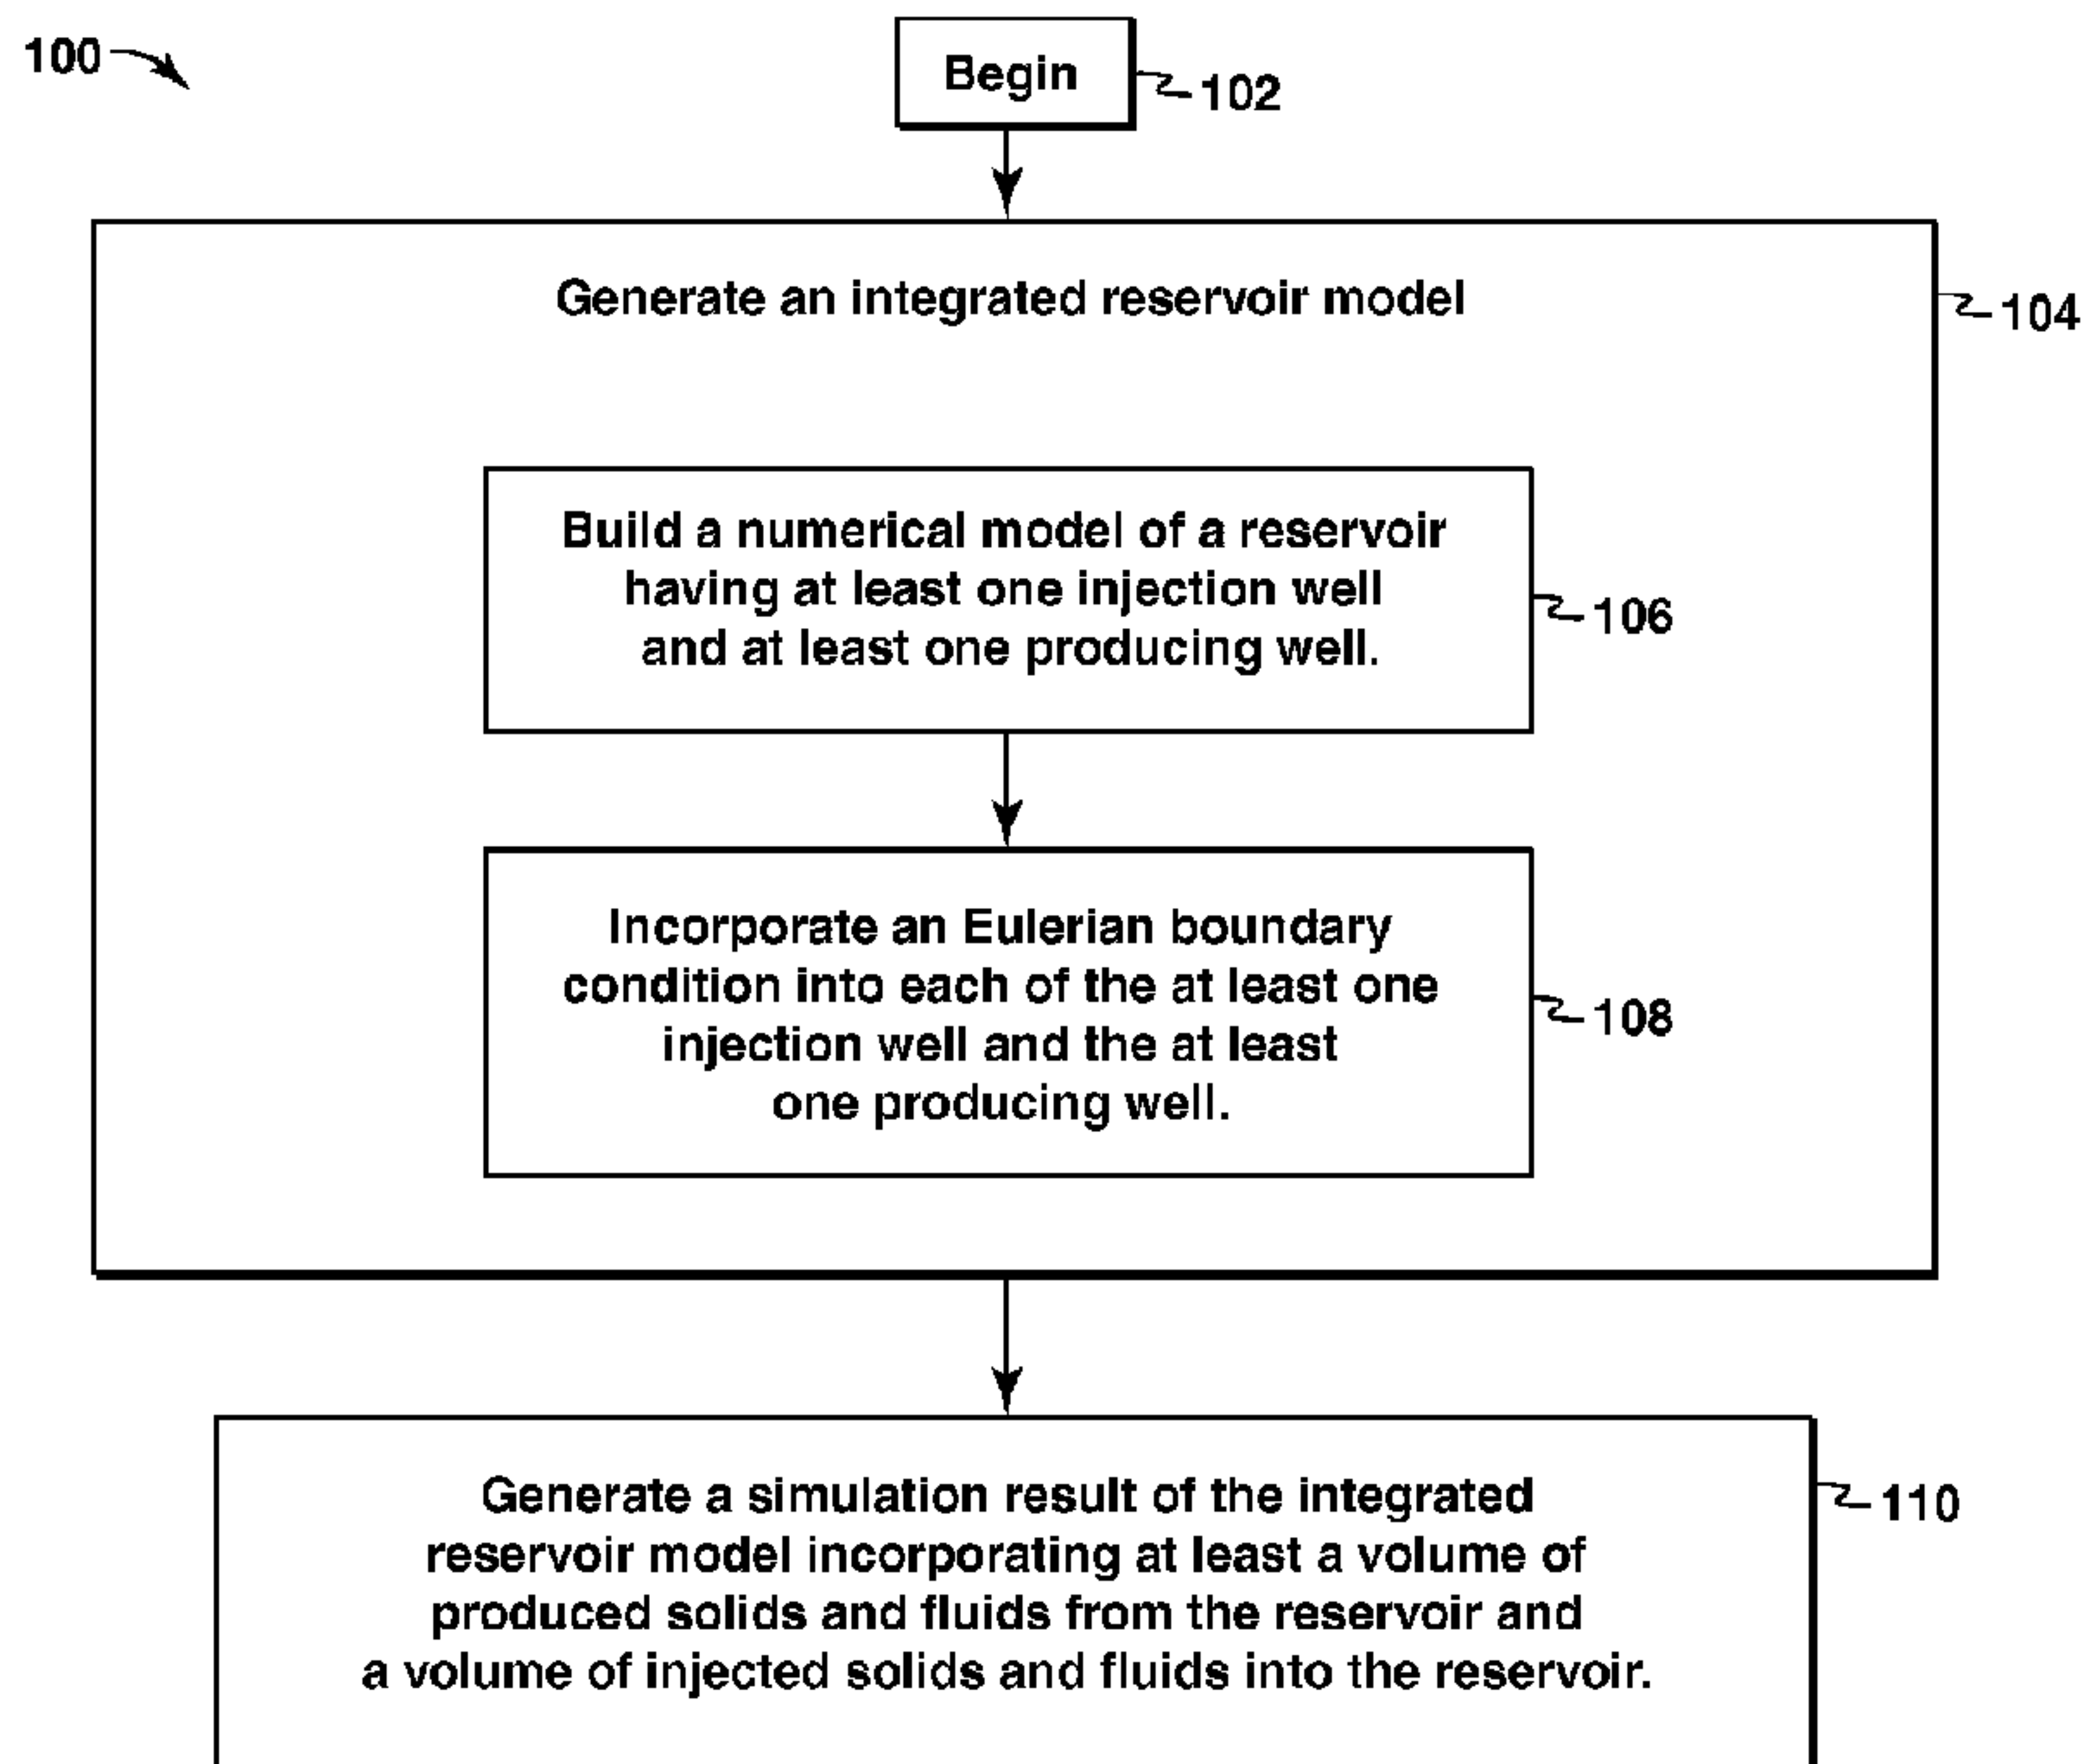 100
Begin
102
Generate an integrated reservoir model
104
Build a numerical model of a reservoir
having at least one injection well
and at least one producing well.
106
Incorporate an Eulerian boundary
condition into each of the at least one
injection well and the at least
one producing well.
108
Generate a simulation result of the integrated
reservoir model incorporating at least a volume of
produced solids and fluids from the reservoir and
a volume of injected solids and fluids into the reservoir.
110